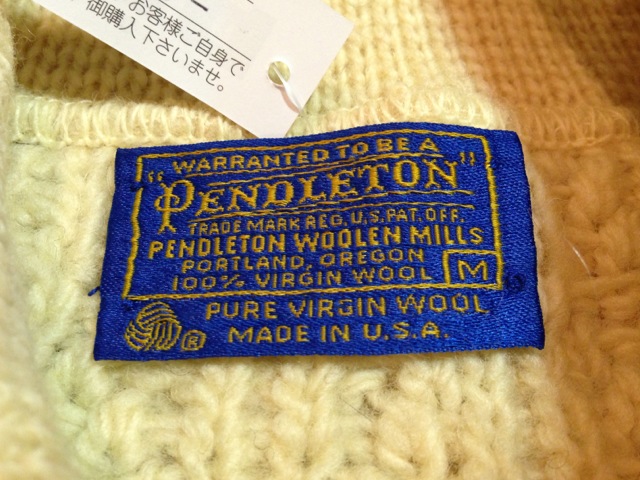 お客様ご自身で
御購入下さいませ。
WARRANTED TO BE A
"PENDLETON"
TRADE MARK REG. U.S. PAT. OFF.
PENDLETON WOOLEN MILLS
PORTLAND, OREGON
100% VIRGIN WOOL M
PURE VIRGIN WOOL
® MADE IN U.S.A.